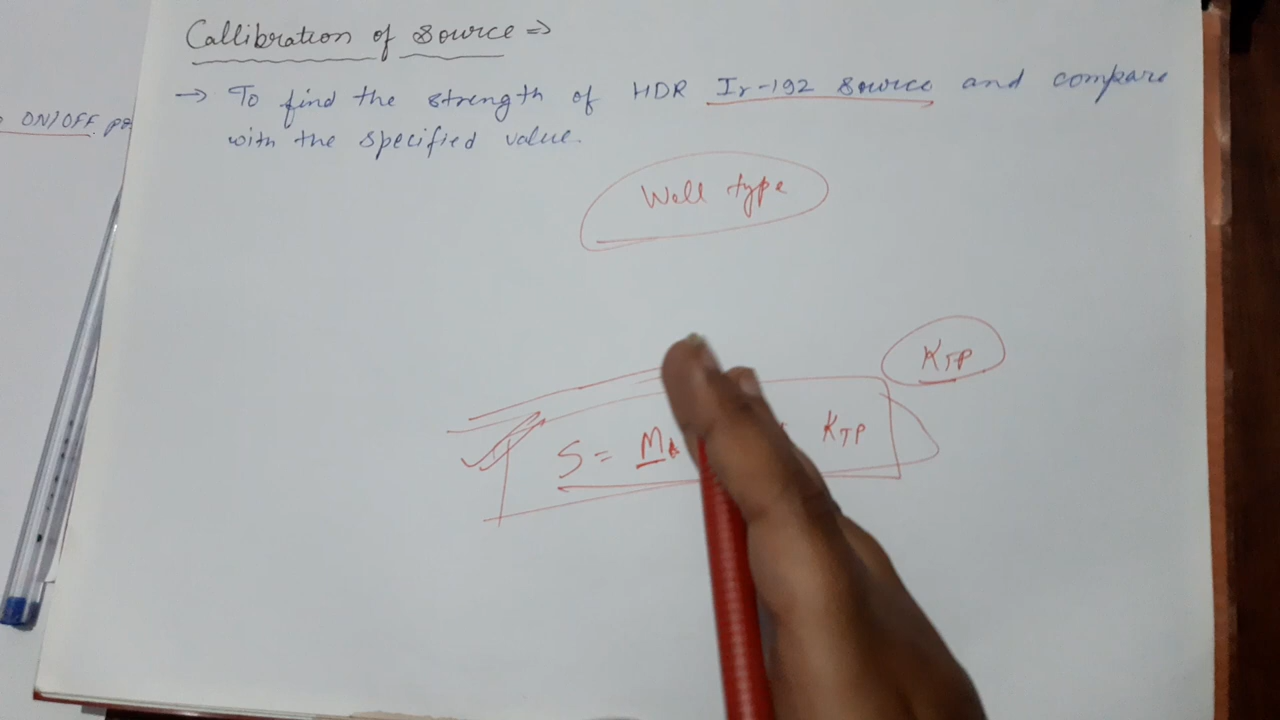 Callibration of Source ⇒
→ To find the strength of HDR Ir-192 Source and compare
with the specified value.
ON/OFF
Well type
KTP
S = M KTP